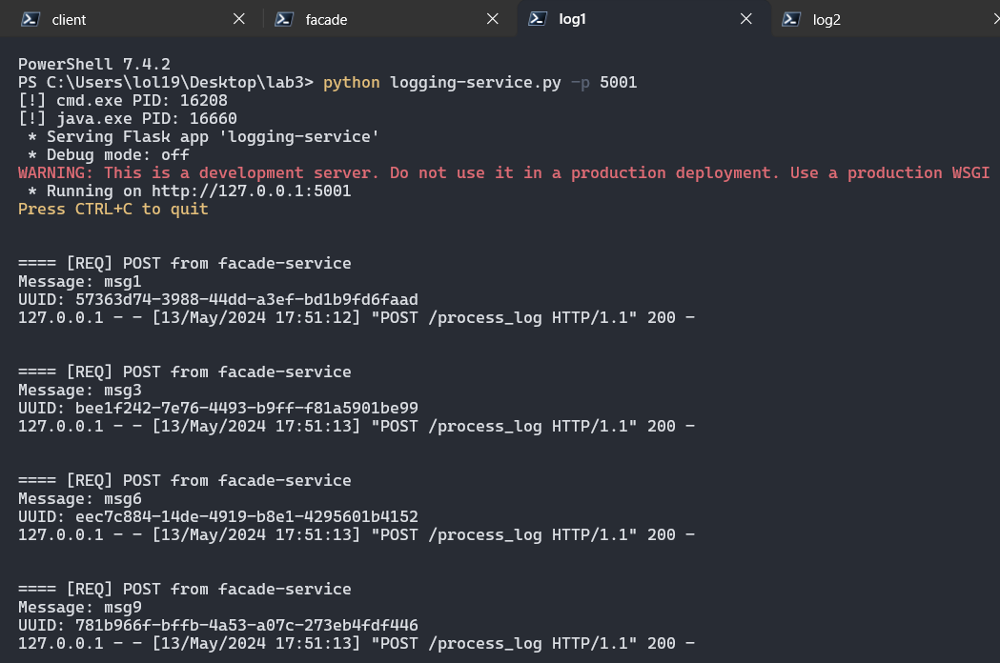 client
facade
log1
log2
PowerShell 7.4.2
PS C:\Users\lol19\Desktop\lab3> python logging-service.py -p 5001
[!] cmd.exe PID: 16208
[!] java.exe PID: 16660
 * Serving Flask app 'logging-service'
 * Debug mode: off
WARNING: This is a development server. Do not use it in a production deployment. Use a production WSGI
 * Running on http://127.0.0.1:5001
Press CTRL+C to quit
==== [REQ] POST from facade-service
Message: msg1
UUID: 57363d74-3988-44dd-a3ef-bd1b9fd6faad
127.0.0.1 - - [13/May/2024 17:51:12] "POST /process_log HTTP/1.1" 200 -
==== [REQ] POST from facade-service
Message: msg3
UUID: bee1f242-7e76-4493-b9ff-f81a5901be99
127.0.0.1 - - [13/May/2024 17:51:13] "POST /process_log HTTP/1.1" 200 -
==== [REQ] POST from facade-service
Message: msg6
UUID: eec7c884-14de-4919-b8e1-4295601b4152
127.0.0.1 - - [13/May/2024 17:51:13] "POST /process_log HTTP/1.1" 200 -
==== [REQ] POST from facade-service
Message: msg9
UUID: 781b966f-bffb-4a53-a07c-273eb4fdf446
127.0.0.1 - - [13/May/2024 17:51:13] "POST /process_log HTTP/1.1" 200 -